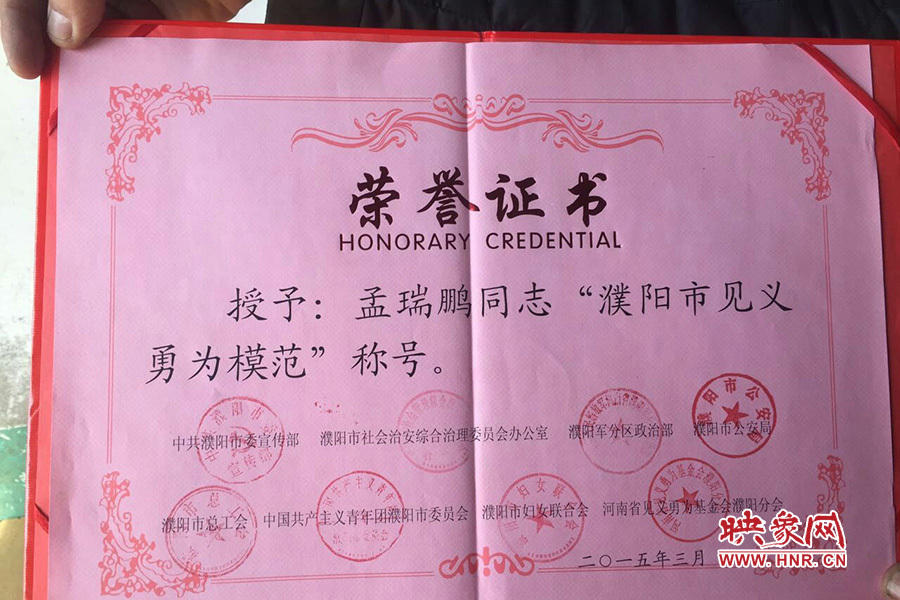 荣誉证书
HONORARY CREDENTIAL
授予：孟瑞鹏同志“濮阳市见义
勇为模范”称号。
中共濮阳市委宣传部 濮阳市社会治安综合治理委员会办公室 濮阳军分区政治部 濮阳市公安局
濮阳市总工会 中国共产主义青年团濮阳市委员会 濮阳市妇女联合会 河南省见义勇为基金会濮阳分会
二〇一五年三月
濮阳市公安局
映象网
www.HNR.cn